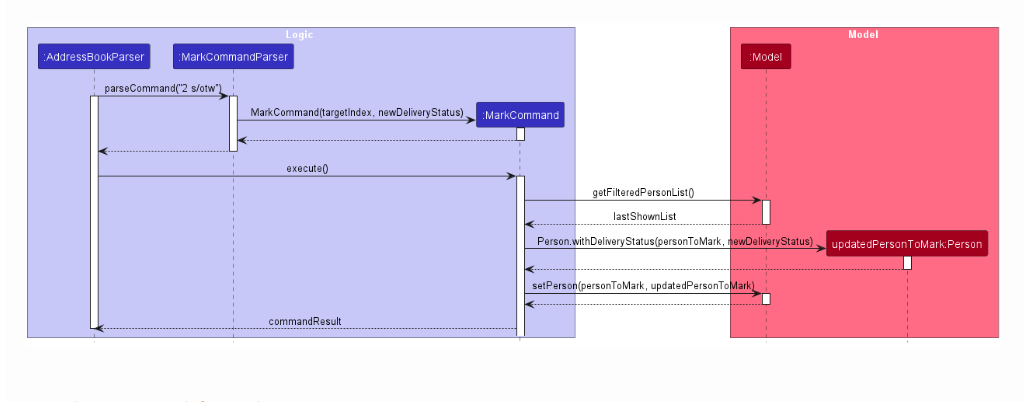 Logic
Model
:AddressBookParser
:MarkCommandParser
:Model
parseCommand("2 s/otw")
MarkCommand(targetIndex, newDeliveryStatus)
:MarkCommand
execute()
getFilteredPersonList()
lastShownList
Person.withDeliveryStatus(personToMark, newDeliveryStatus)
updatedPersonToMark:Person
setPerson(personToMark, updatedPersonToMark)
commandResult